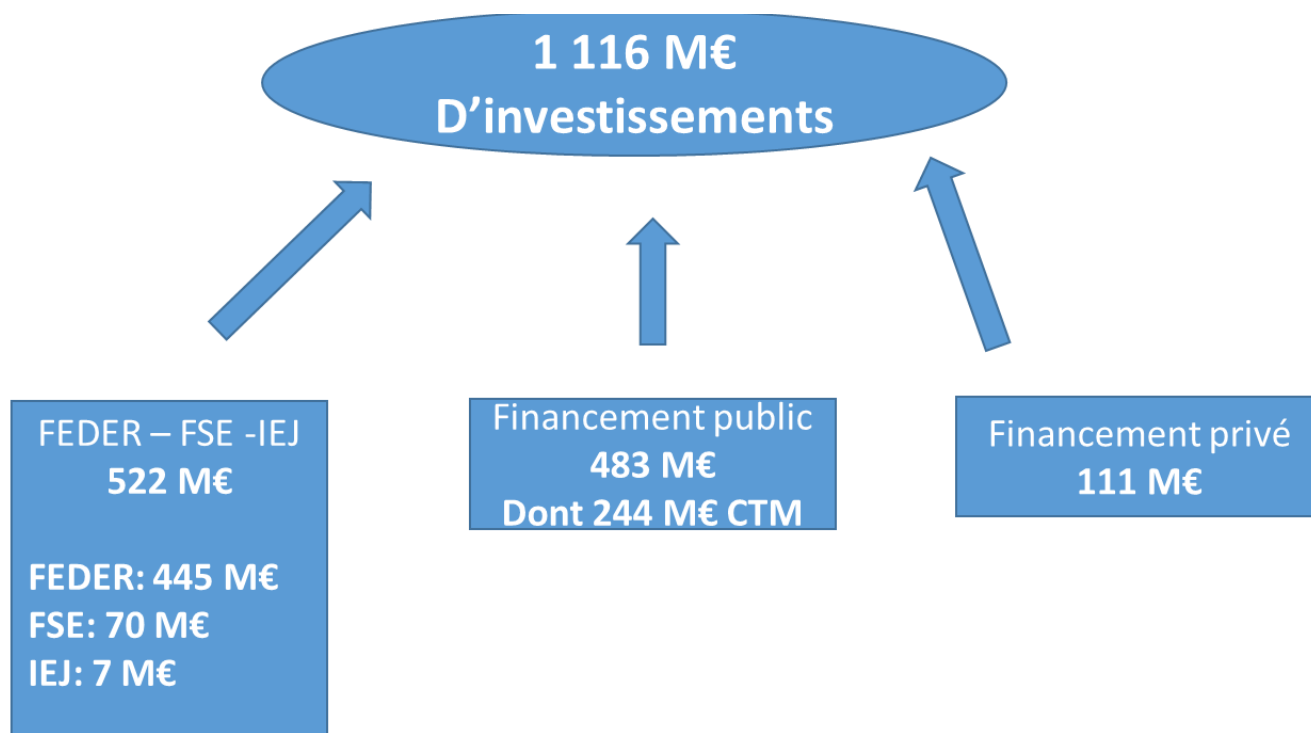 1 116 M€
D’investissements
FEDER – FSE -IEJ
522 M€
FEDER: 445 M€
FSE: 70 M€
IEJ: 7 M€
Financement public
483 M€
Dont 244 M€ CTM
Financement privé
111 M€